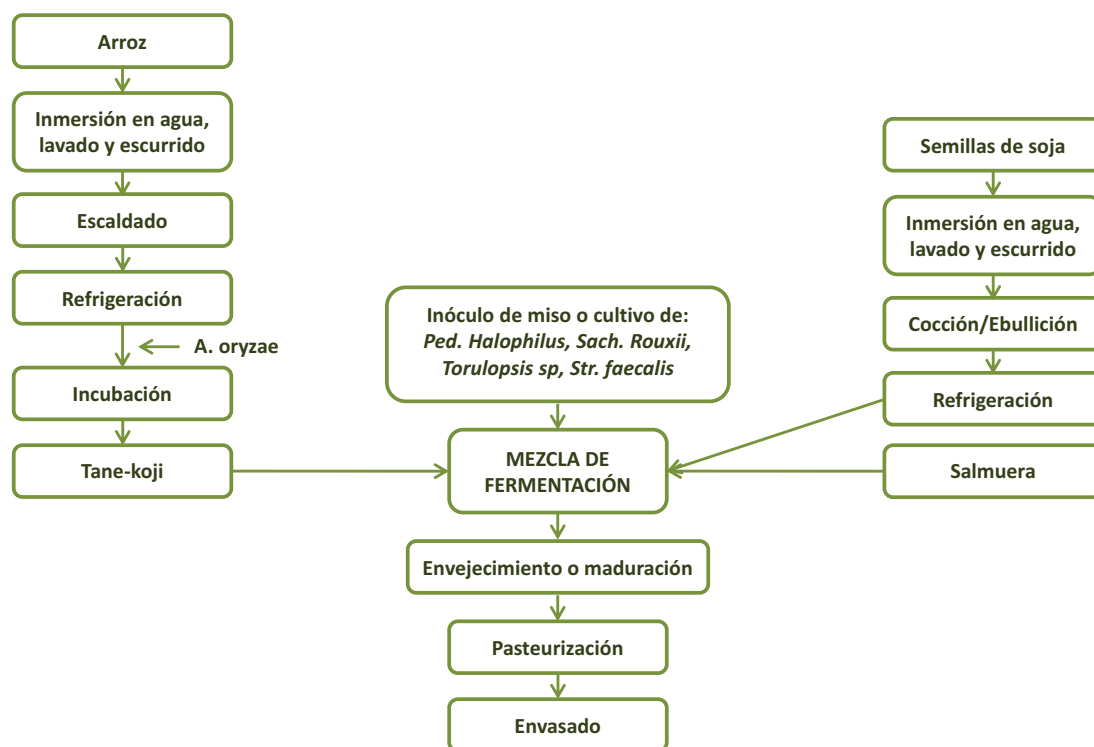 Arroz
Inmersión en agua,
lavado y escurrido
Escaldado
Refrigeración
A. oryzae
Incubación
Tane-koji
Inóculo de miso o cultivo de:
Ped. Halophilus, Sach. Rouxii,
Torulopsis sp, Str. faecalis
Semillas de soja
Inmersión en agua,
lavado y escurrido
Cocción/Ebullición
Refrigeración
Salmuera
MEZCLA DE
FERMENTACIÓN
Envejecimiento o maduración
Pasteurización
Envasado